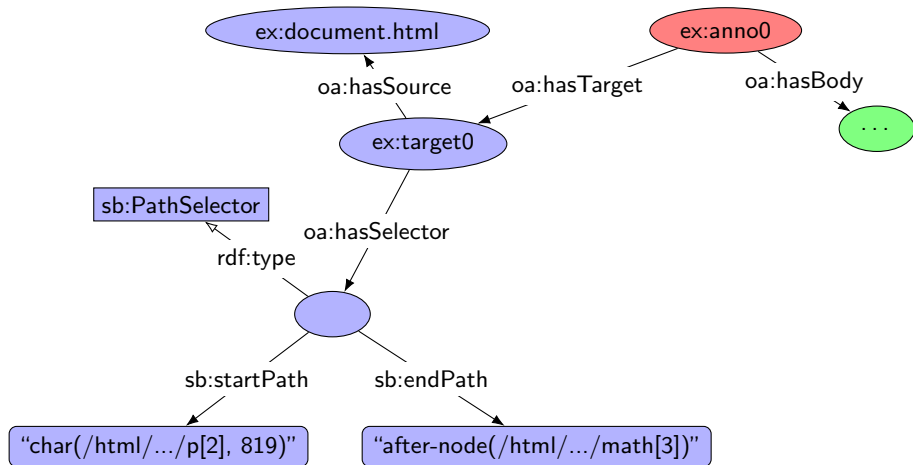 ex:document.html
ex:anno0
oa:hasSource
oa:hasTarget
oa:hasBody
...
ex:target0
sb:PathSelector
oa:hasSelector
rdf:type
sb:startPath
sb:endPath
“char(/html/.../p[2], 819)”
“after-node(/html/.../math[3])”